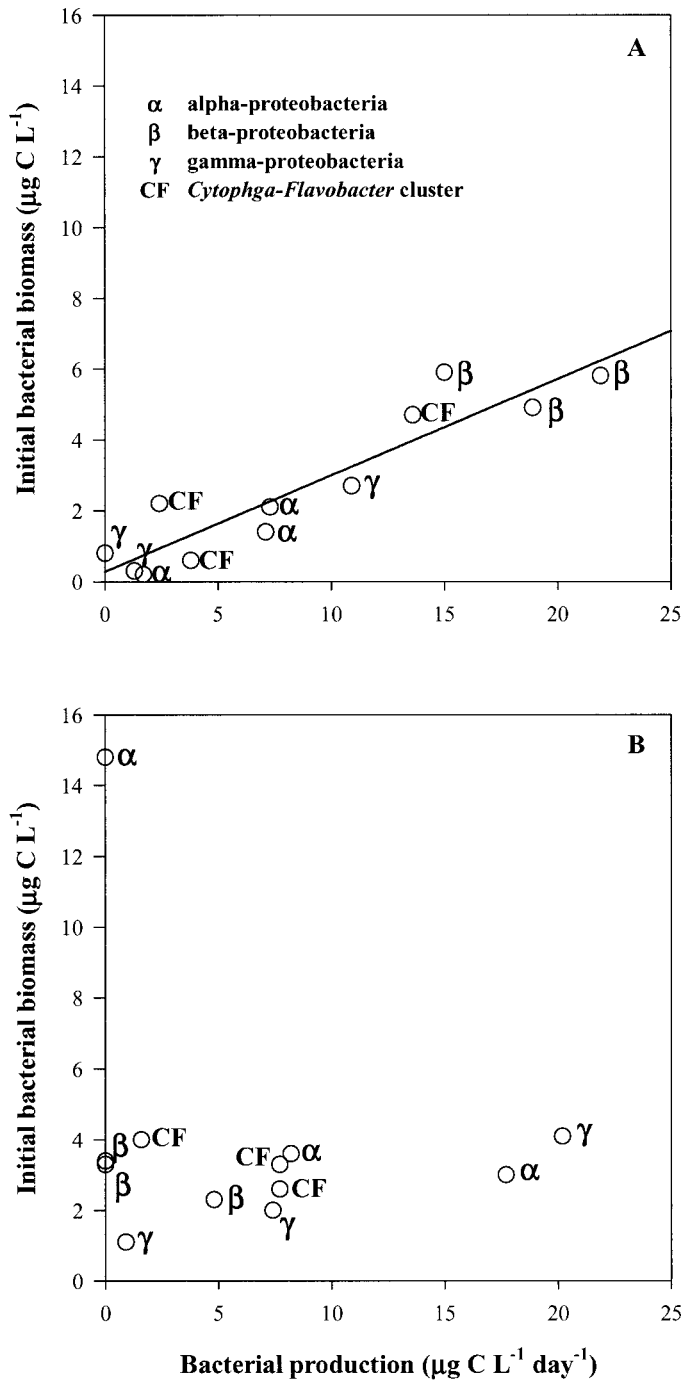 A
16
14
12
10
8
6
4
2
0
Initial bacterial biomass (µg C L⁻¹)
α alpha-proteobacteria
β beta-proteobacteria
γ gamma-proteobacteria
CF Cytophga-Flavobacter cluster
β
β
β
CF
γ
CF
α
α
γ
γ
CF
α
0 5 10 15 20 25
B
16
14
12
10
8
6
4
2
0
Initial bacterial biomass (µg C L⁻¹)
α
β
CF
CF
α
γ
α
β
β
CF
γ
γ
0 5 10 15 20 25
Bacterial production (µg C L⁻¹ day⁻¹)